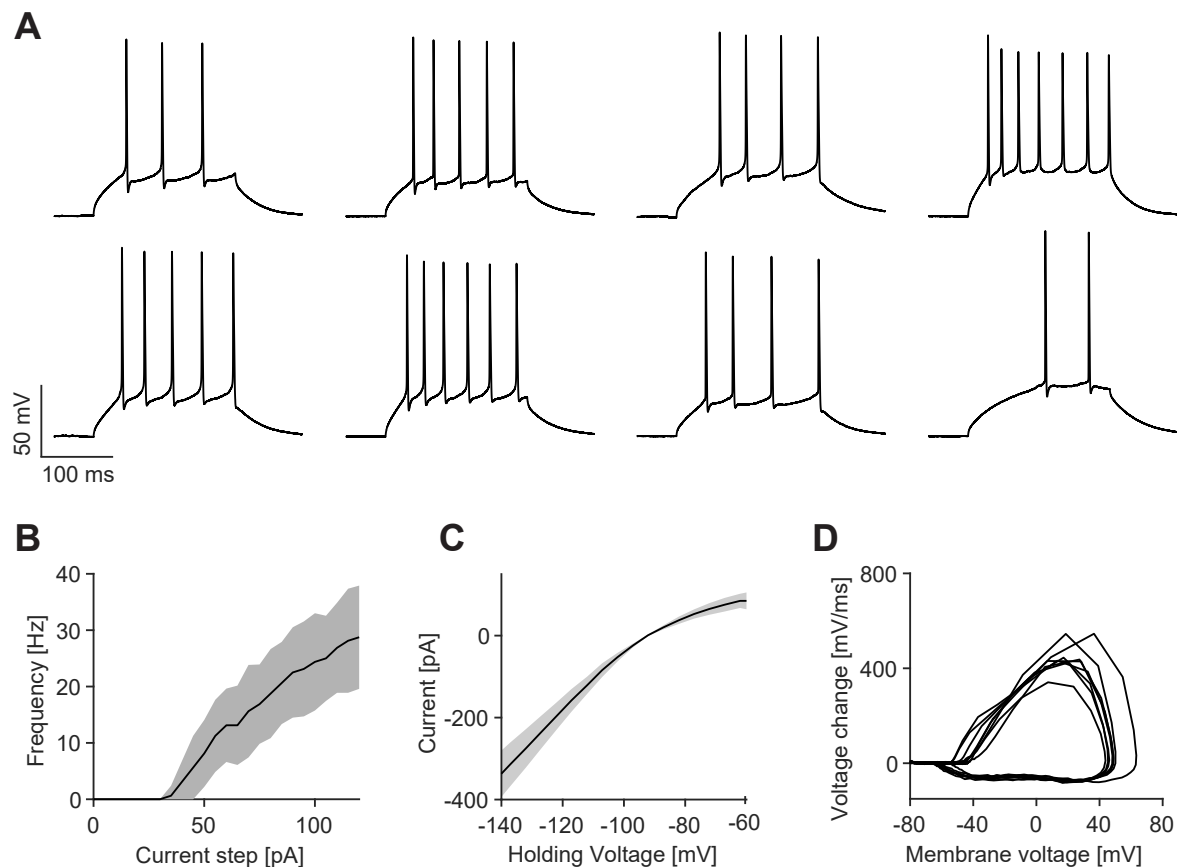 A
50 mV
100 ms
B
C
D
Frequency [Hz]
40
30
20
10
0
0
50
100
Current step [pA]
Current [pA]
0
-200
-400
-140
-120
-100
-80
-60
Holding Voltage [mV]
Voltage change [mV/ms]
800
400
0
-80
-40
0
40
80
Membrane voltage [mV]